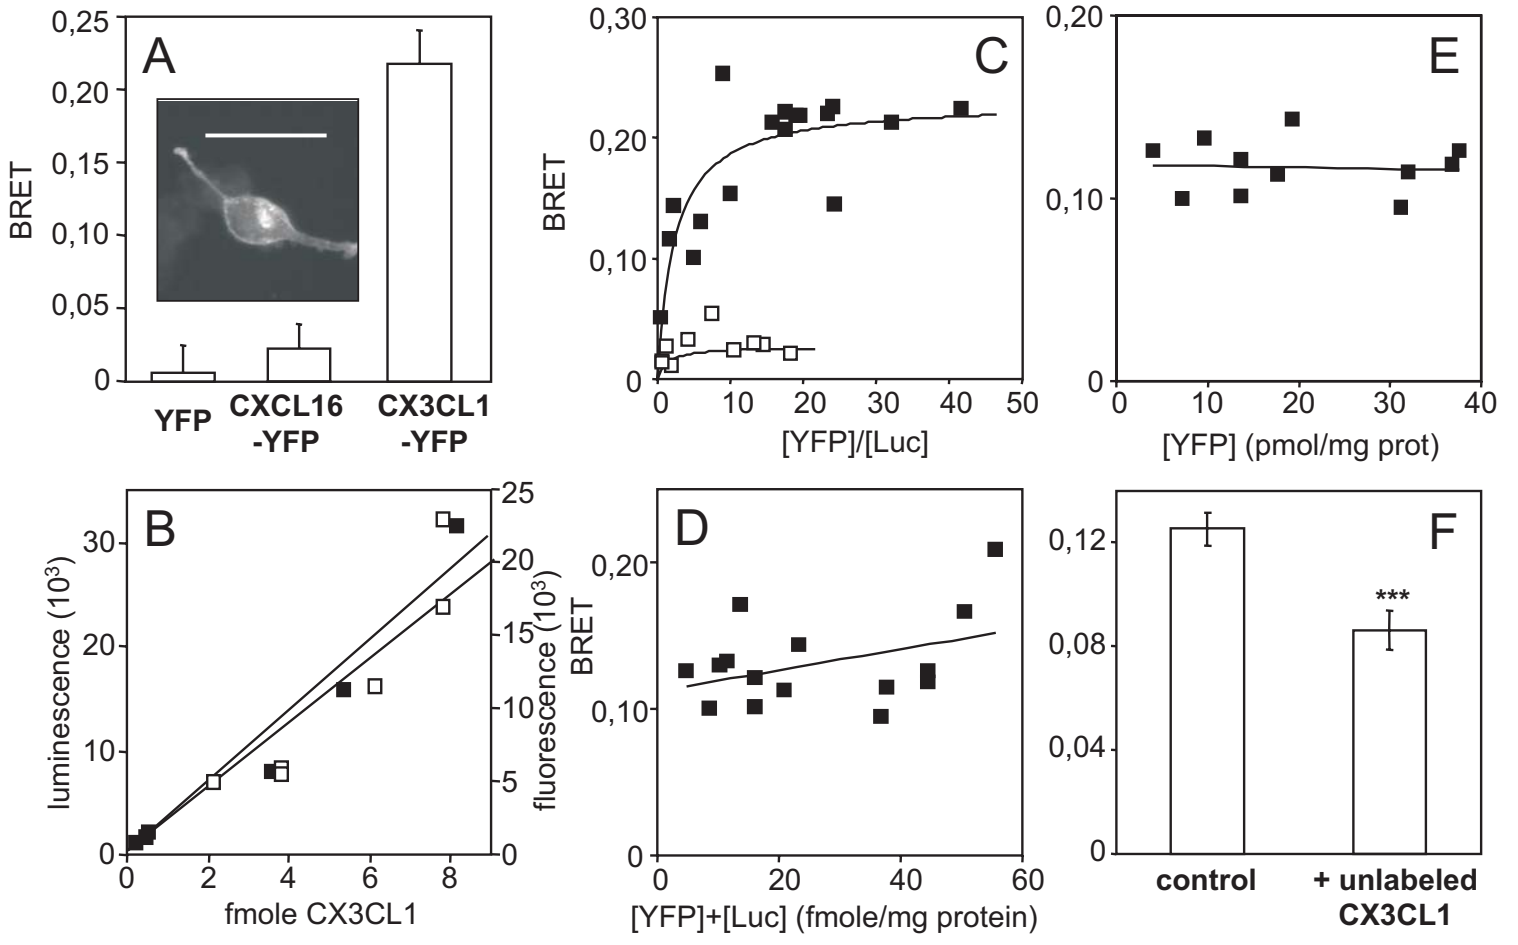 A
BRET
0,25
0,20
0,15
0,10
0,05
0
YFP
CXCL16
-YFP
CX3CL1
-YFP
C
BRET
0,30
0,20
0,10
0
0 10 20 30 40 50
[YFP]/[Luc]
E
0,20
0,10
0
0 10 20 30 40
[YFP] (pmol/mg prot)
B
luminescence (10³)
30
20
10
0
25
20
15
10
5
0
fluorescence (10³)
0 2 4 6 8
fmole CX3CL1
D
BRET
0,20
0,10
0
0 20 40 60
[YFP]+[Luc] (fmole/mg protein)
F
0,12
0,08
0,04
0
***
control
+ unlabeled
CX3CL1